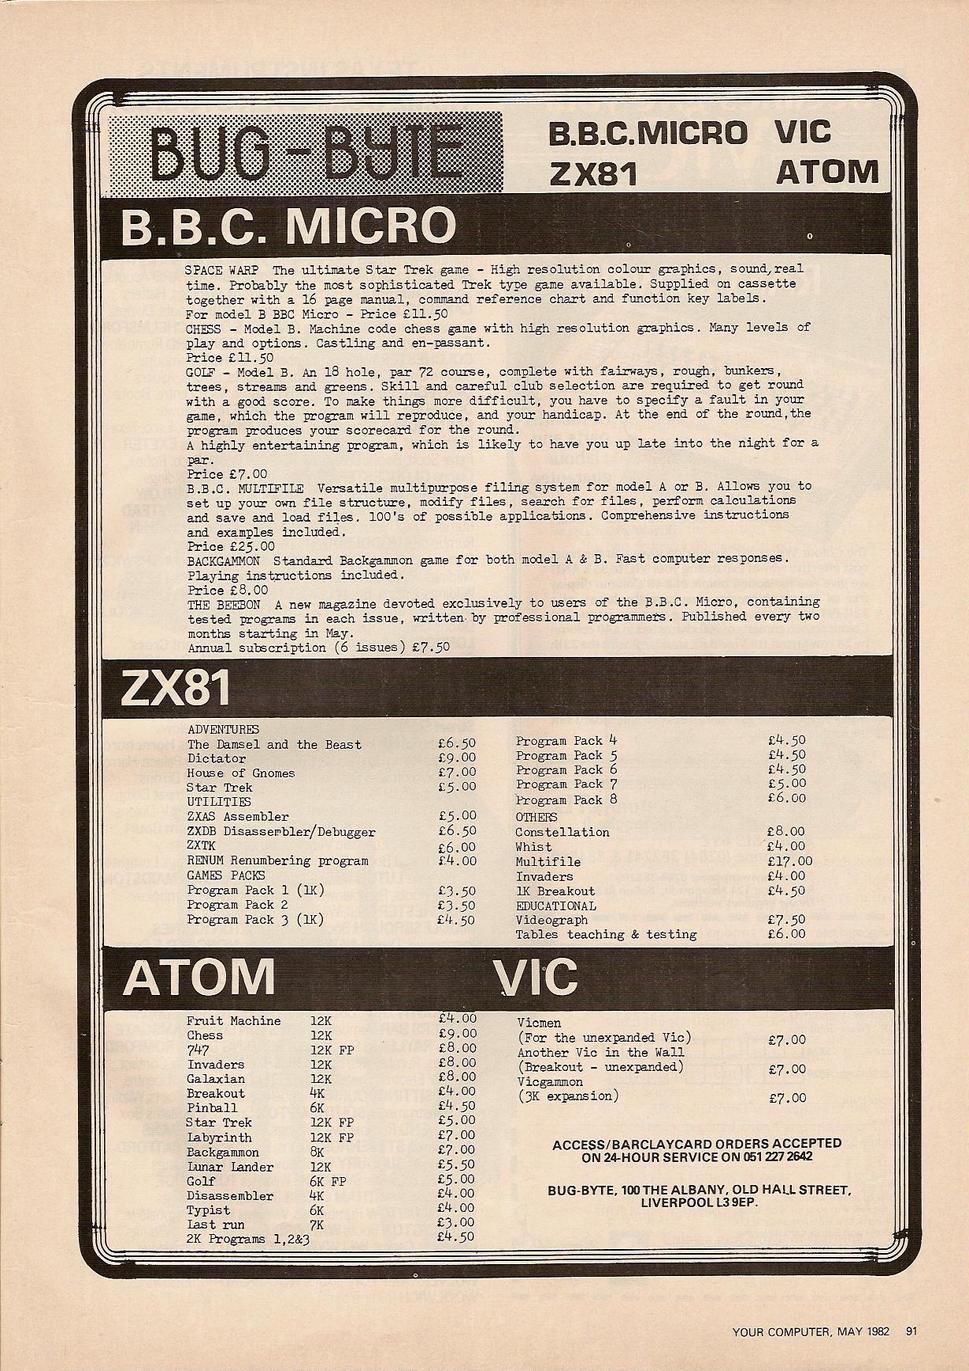 BUG-BYTE
B.B.C.MICRO VIC
ZX81 ATOM
B.B.C. MICRO
SPACE WARP The ultimate Star Trek game - High resolution colour graphics, sound,real
time. Probably the most sophisticated Trek type game available. Supplied on cassette
together with a 16 page manual, command reference chart and function key labels.
For model B BBC Micro - Price £11.50
CHESS - Model B. Machine code chess game with high resolution graphics. Many levels of
play and options. Castling and en-passant.
Price £11.50
GOLF - Model B. An 18 hole, par 72 course, complete with fairways, rough, bunkers,
trees, streams and greens. Skill and careful club selection are required to get round
with a good score. To make things more difficult, you have to specify a fault in your
game, which the program will reproduce, and your handicap. At the end of the round,the
program produces your scorecard for the round.
A highly entertaining program, which is likely to have you up late into the night for a
par.
Price £7.00
B.B.C. MULTIFILE Versatile multipurpose filing system for model A or B. Allows you to
set up your own file structure, modify files, search for files, perform calculations
and save and load files. 100's of possible applications. Comprehensive instructions
and examples included.
Price £25.00
BACKGAMMON Standard Backgammon game for both model A & B. Fast computer responses.
Playing instructions included.
Price £8.00
THE BEEBON A new magazine devoted exclusively to users of the B.B.C. Micro, containing
tested programs in each issue, written by professional programmers. Published every two
months starting in May.
Annual subscription (6 issues) £7.50
ZX81
ADVENTURES
The Damsel and the Beast £6.50
Dictator £9.00
House of Gnomes £7.00
Star Trek £5.00
UTILITIES
ZXAS Assembler £5.00
ZXDB Disassembler/Debugger £6.50
ZXTK £6.00
RENUM Renumbering program £4.00
GAMES PACKS
Program Pack 1 (1K) £3.50
Program Pack 2 £3.50
Program Pack 3 (1K) £4.50
Program Pack 4 £4.50
Program Pack 5 £4.50
Program Pack 6 £4.50
Program Pack 7 £5.00
Program Pack 8 £6.00
OTHERS
Constellation £8.00
Whist £4.00
Multifile £17.00
Invaders £4.00
1K Breakout £4.50
EDUCATIONAL
Videograph £7.50
Tables teaching & testing £6.00
ATOM
Fruit Machine 12K £4.00
Chess 12K £9.00
747 12K FP £8.00
Invaders 12K £8.00
Galaxian 12K £8.00
Breakout 4K £4.00
Pinball 6K £4.50
Star Trek 12K FP £5.00
Labyrinth 12K FP £7.00
Backgammon 8K £7.00
Lunar Lander 12K £5.50
Golf 6K FP £5.00
Disassembler 4K £4.00
Typist 6K £4.00
Last run 7K £3.00
2K Programs 1,2&3 £4.50
VIC
Vicmen
(For the unexpanded Vic) £7.00
Another Vic in the Wall
(Breakout - unexpanded) £7.00
Vicgammon
(3K expansion) £7.00
ACCESS/BARCLAYCARD ORDERS ACCEPTED
ON 24-HOUR SERVICE ON 051 227 2642
BUG-BYTE, 100 THE ALBANY, OLD HALL STREET,
LIVERPOOL L3 9EP.
YOUR COMPUTER, MAY 1982 91